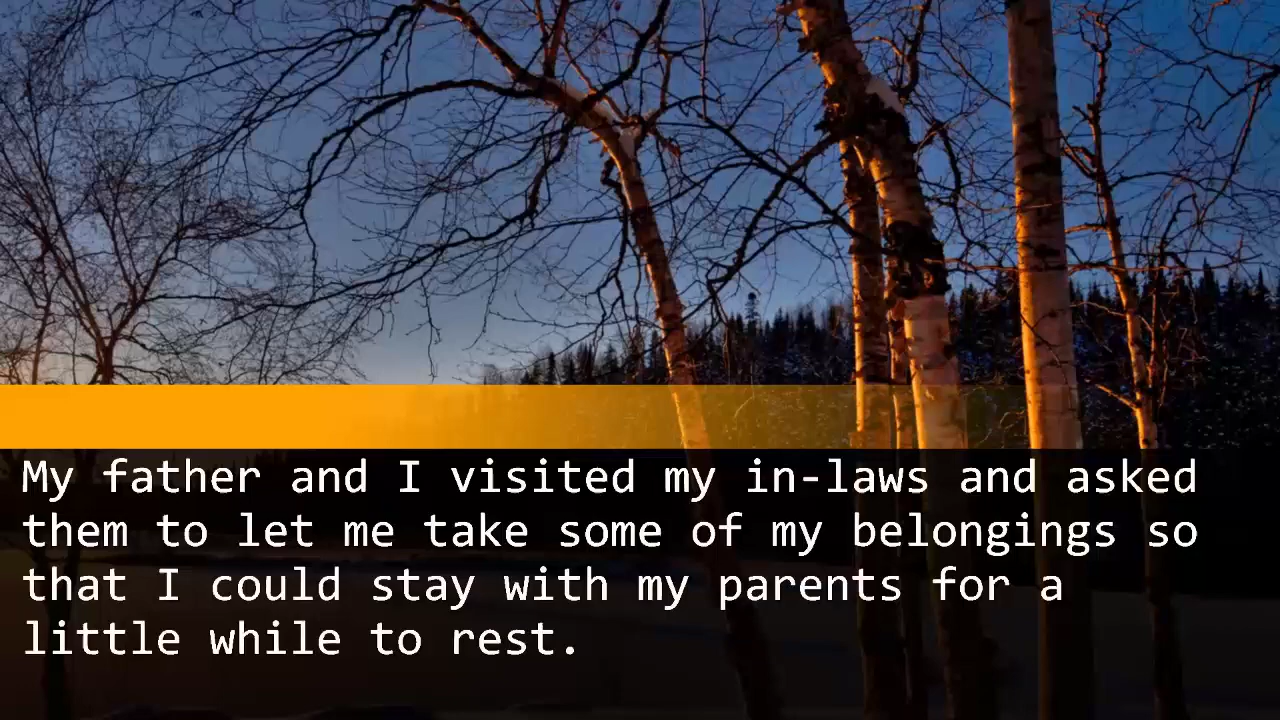 My father and I visited my in-laws and asked
them to let me take some of my belongings so
that I could stay with my parents for a
little while to rest.